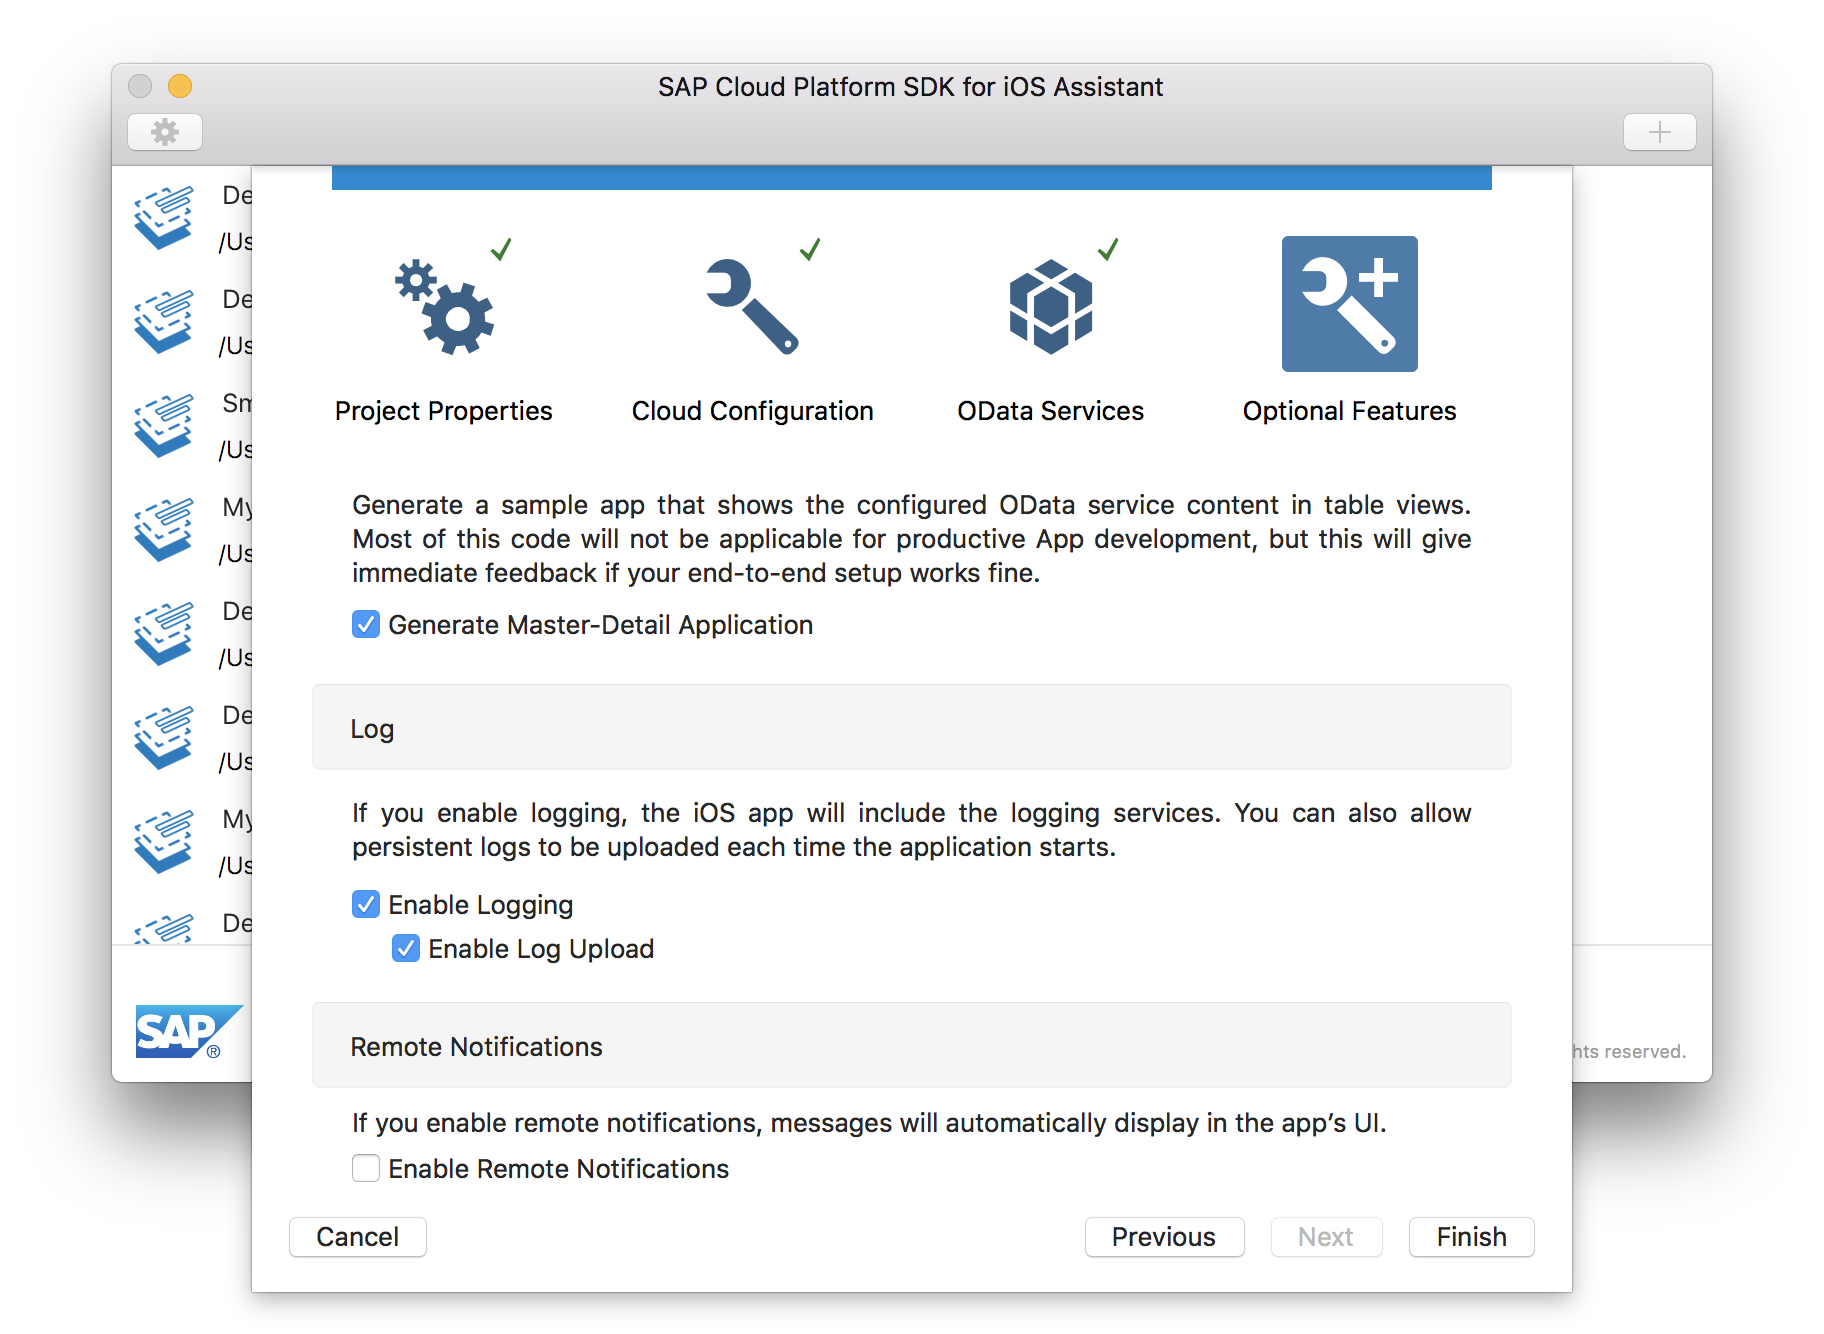 SAP Cloud Platform SDK for iOS Assistant
De
/Us
De
/Us
Sm
/Us
My
/Us
De
/Us
De
/Us
My
/Us
De
Project Properties
Cloud Configuration
OData Services
Optional Features
Generate a sample app that shows the configured OData service content in table views.
Most of this code will not be applicable for productive App development, but this will give
immediate feedback if your end-to-end setup works fine.
Generate Master-Detail Application
Log
If you enable logging, the iOS app will include the logging services. You can also allow
persistent logs to be uploaded each time the application starts.
Enable Logging
Enable Log Upload
Remote Notifications
If you enable remote notifications, messages will automatically display in the app’s UI.
Enable Remote Notifications
Cancel
Previous
Next
Finish
SAP®
hts reserved.